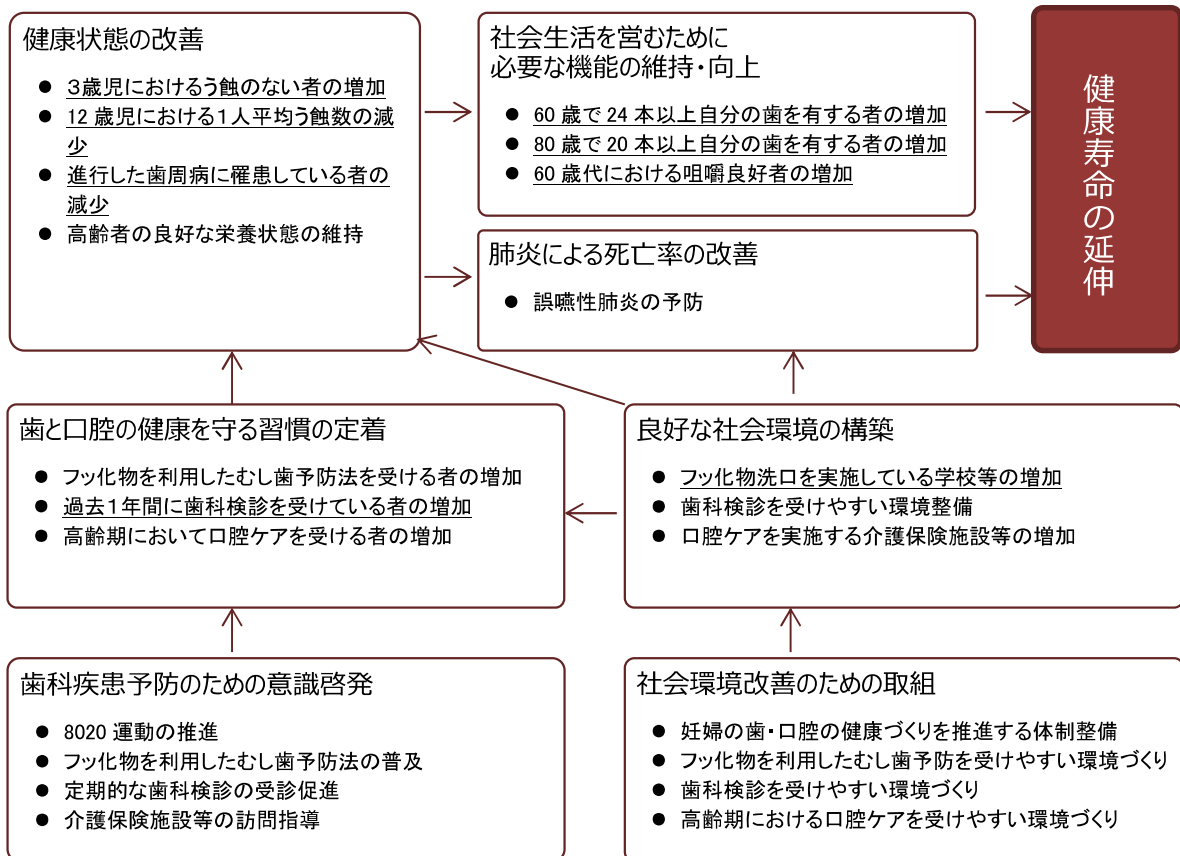 健康状態の改善
● 3歳児におけるう蝕のない者の増加
● 12 歳児における1人平均う蝕数の減
少
● 進行した歯周病に罹患している者の
減少
● 高齢者の良好な栄養状態の維持
社会生活を営むために
必要な機能の維持・向上
● 60 歳で 24 本以上自分の歯を有する者の増加
● 80 歳で 20 本以上自分の歯を有する者の増加
● 60 歳代における咀嚼良好者の増加
肺炎による死亡率の改善
● 誤嚥性肺炎の予防
健康寿命の延伸
歯と口腔の健康を守る習慣の定着
● フッ化物を利用したむし歯予防法を受ける者の増加
● 過去1年間に歯科検診を受けている者の増加
● 高齢期において口腔ケアを受ける者の増加
良好な社会環境の構築
● フッ化物洗口を実施している学校等の増加
● 歯科検診を受けやすい環境整備
● 口腔ケアを実施する介護保険施設等の増加
歯科疾患予防のための意識啓発
● 8020 運動の推進
● フッ化物を利用したむし歯予防法の普及
● 定期的な歯科検診の受診促進
● 介護保険施設等の訪問指導
社会環境改善のための取組
● 妊婦の歯・口腔の健康づくりを推進する体制整備
● フッ化物を利用したむし歯予防を受けやすい環境づくり
● 歯科検診を受けやすい環境づくり
● 高齢期における口腔ケアを受けやすい環境づくり